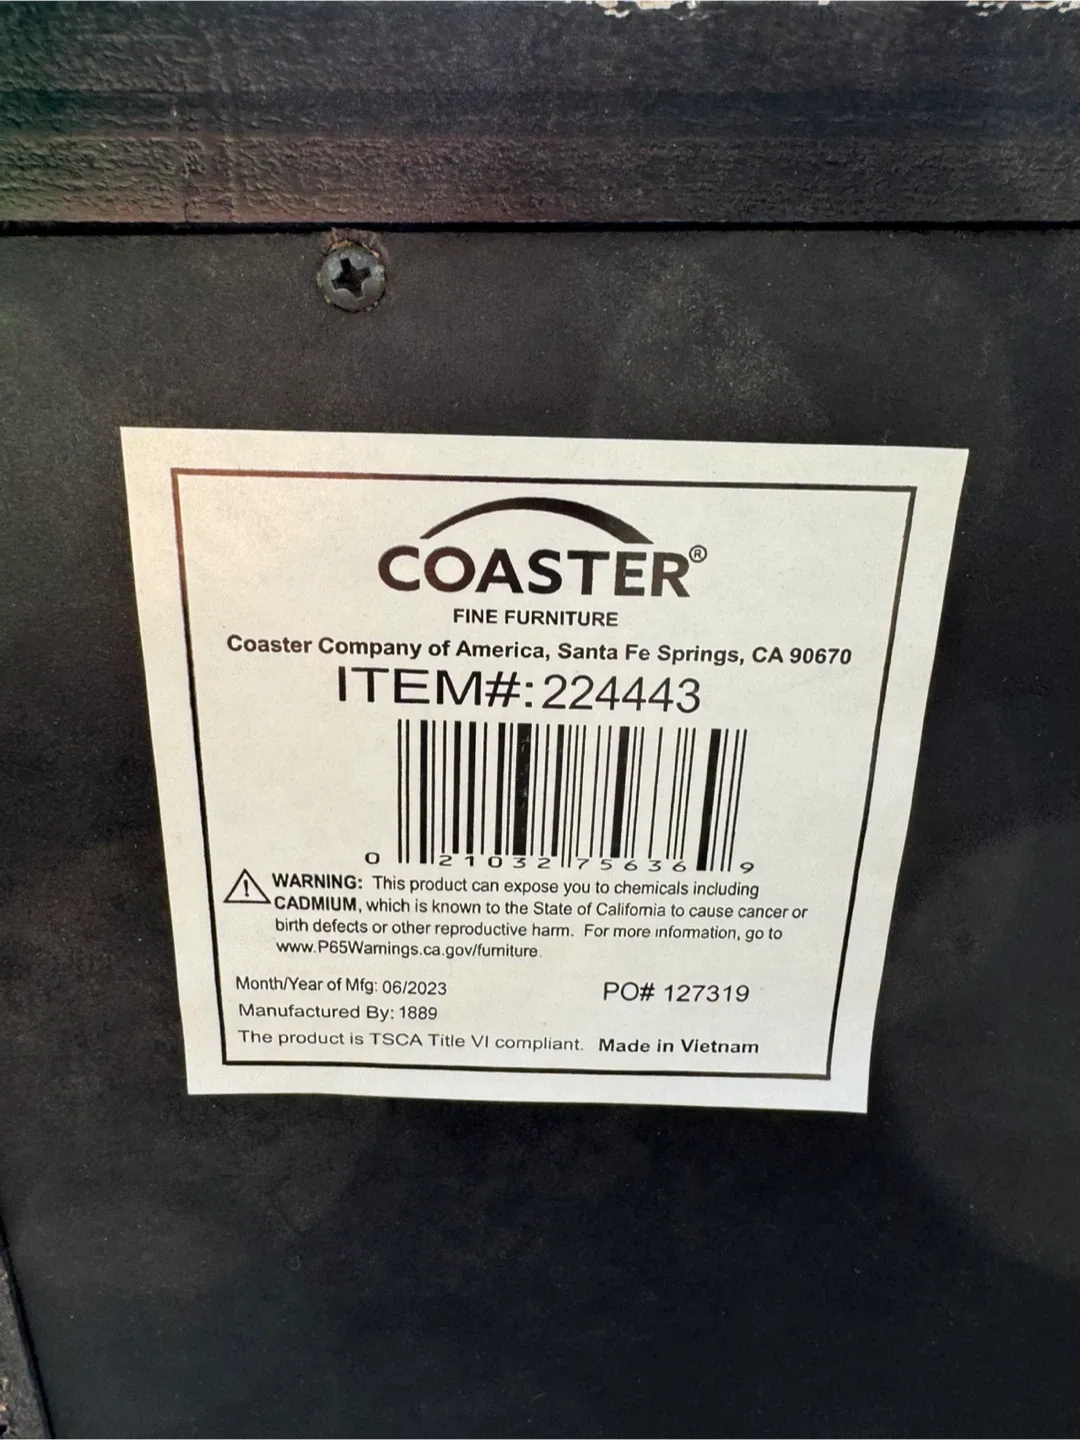 COASTER®
FINE FURNITURE
Coaster Company of America, Santa Fe Springs, CA 90670
ITEM#:224443
0 21032 75636 9
WARNING: This product can expose you to chemicals including
CADMIUM, which is known to the State of California to cause cancer or
birth defects or other reproductive harm. For more information, go to
www.P65Warnings.ca.gov/furniture.
Month/Year of Mfg: 06/2023 PO# 127319
Manufactured By: 1889
The product is TSCA Title VI compliant. Made in Vietnam